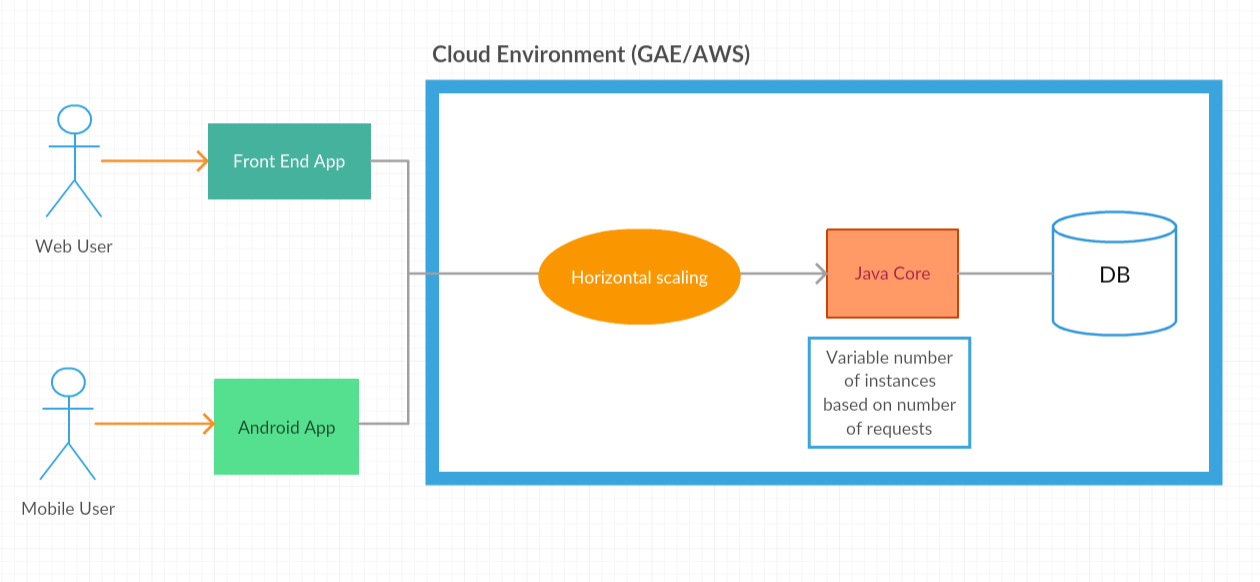 Cloud Environment (GAE/AWS)
Front End App
Web User
Horizontal scaling
Java Core
DB
Variable number
of instances
based on number
of requests
Android App
Mobile User